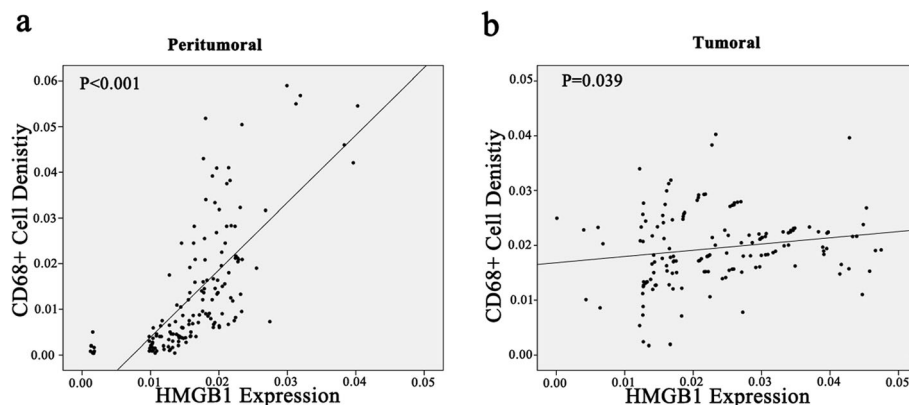 a
Peritumoral
P<0.001
CD68+ Cell Denistiy
0.06
0.05
0.04
0.03
0.02
0.01
0.00
0.00 0.01 0.02 0.03 0.04 0.05
HMGB1 Expression
b
Tumoral
P=0.039
CD68+ Cell Denistiy
0.05
0.04
0.03
0.02
0.01
0.00
0.00 0.01 0.02 0.03 0.04 0.05
HMGB1 Expression